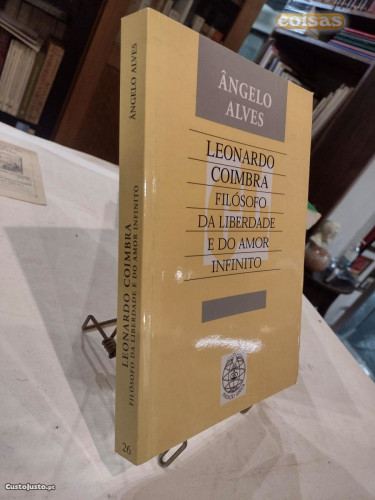 coisas
ÂNGELO
ALVES
LEONARDO
COIMBRA
FILÓSOFO
DA LIBERDADE
E DO AMOR
INFINITO
ÂNGELO ALVES
LEONARDO COIMBRA
FILÓSOFO DA LIBERDADE E DO AMOR INFINITO
26
CustoJusto.pt